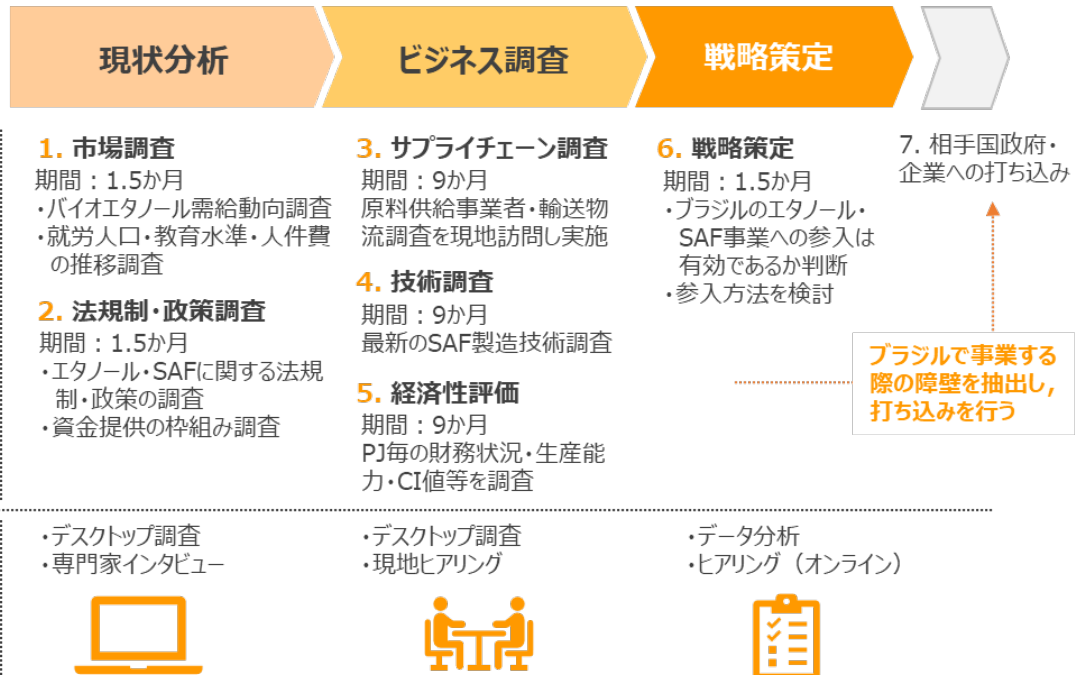 現状分析
ビジネス調査
戦略策定
1. 市場調査
期間：1.5か月
・バイオエタノール需給動向調査
・就労人口・教育水準・人件費
の推移調査
2. 法規制・政策調査
期間：1.5か月
・エタノール・SAFに関する法規
制・政策の調査
・資金提供の枠組み調査
3. サプライチェーン調査
期間：9か月
原料供給事業者・輸送物
流調査を現地訪問し実施
4. 技術調査
期間：9か月
最新のSAF製造技術調査
5. 経済性評価
期間：9か月
PJ毎の財務状況・生産能
力・CI値等を調査
6. 戦略策定
期間：1.5か月
・ブラジルのエタノール・
SAF事業への参入は
有効であるか判断
・参入方法を検討
7. 相手国政府・
企業への打ち込み
ブラジルで事業する
際の障壁を抽出し,
打ち込みを行う
・デスクトップ調査
・専門家インタビュー
・デスクトップ調査
・現地ヒアリング
・データ分析
・ヒアリング（オンライン）